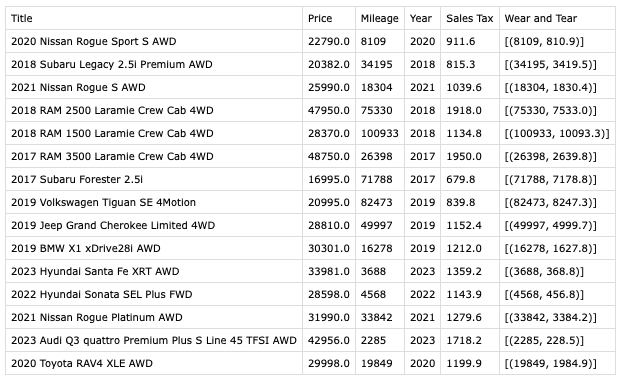 Title Price Mileage Year Sales Tax Wear and Tear
2020 Nissan Rogue Sport S AWD 22790.0 8109 2020 911.6 [(8109, 810.9)]
2018 Subaru Legacy 2.5i Premium AWD 20382.0 34195 2018 815.3 [(34195, 3419.5)]
2021 Nissan Rogue S AWD 25990.0 18304 2021 1039.6 [(18304, 1830.4)]
2018 RAM 2500 Laramie Crew Cab 4WD 47950.0 75330 2018 1918.0 [(75330, 7533.0)]
2018 RAM 1500 Laramie Crew Cab 4WD 28370.0 100933 2018 1134.8 [(100933, 10093.3)]
2017 RAM 3500 Laramie Crew Cab 4WD 48750.0 26398 2017 1950.0 [(26398, 2639.8)]
2017 Subaru Forester 2.5i 16995.0 71788 2017 679.8 [(71788, 7178.8)]
2019 Volkswagen Tiguan SE 4Motion 20995.0 82473 2019 839.8 [(82473, 8247.3)]
2019 Jeep Grand Cherokee Limited 4WD 28810.0 49997 2019 1152.4 [(49997, 4999.7)]
2019 BMW X1 xDrive28i AWD 30301.0 16278 2019 1212.0 [(16278, 1627.8)]
2023 Hyundai Santa Fe XRT AWD 33981.0 3688 2023 1359.2 [(3688, 368.8)]
2022 Hyundai Sonata SEL Plus FWD 28598.0 4568 2022 1143.9 [(4568, 456.8)]
2021 Nissan Rogue Platinum AWD 31990.0 33842 2021 1279.6 [(33842, 3384.2)]
2023 Audi Q3 quattro Premium Plus S Line 45 TFSI AWD 42956.0 2285 2023 1718.2 [(2285, 228.5)]
2020 Toyota RAV4 XLE AWD 29998.0 19849 2020 1199.9 [(19849, 1984.9)]